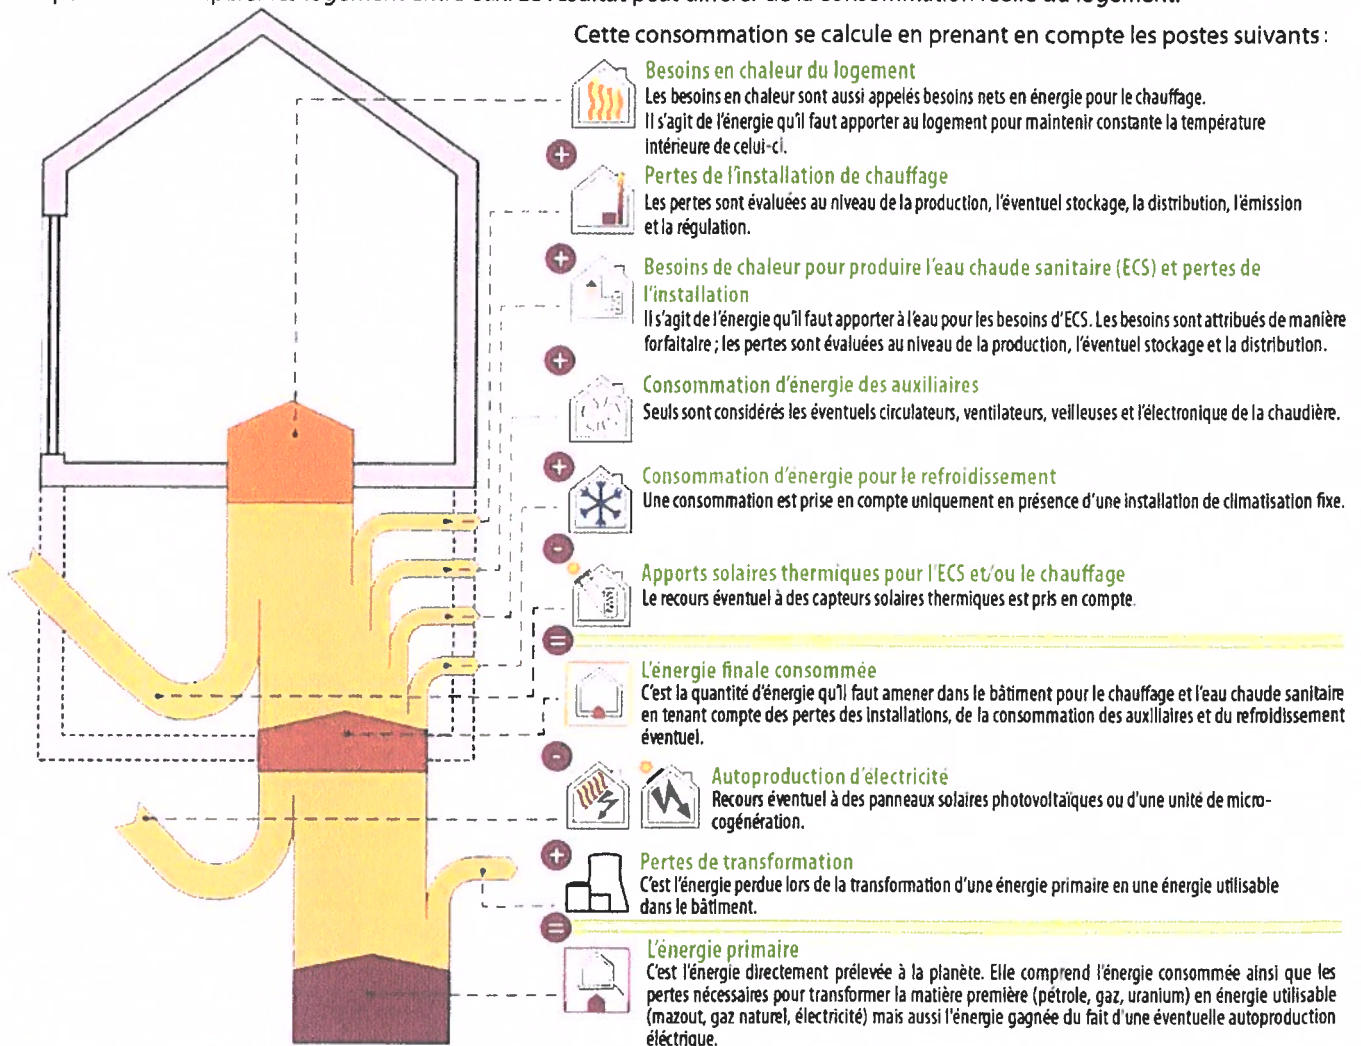 Cette consommation se calcule en prenant en compte les postes suivants :
Besoins en chaleur du logement
Les besoins en chaleur sont aussi appelés besoins nets en énergie pour le chauffage.
Il s'agit de l'énergie qu'il faut apporter au logement pour maintenir constante la température
intérieure de celui-ci.
+
Pertes de l'installation de chauffage
Les pertes sont évaluées au niveau de la production, l'éventuel stockage, la distribution, l'émission
et la régulation.
+
Besoins de chaleur pour produire l'eau chaude sanitaire (ECS) et pertes de
l'installation
Il s'agit de l'énergie qu'il faut apporter à l'eau pour les besoins d'ECS. Les besoins sont attribués de manière
forfaitaire ; les pertes sont évaluées au niveau de la production, l'éventuel stockage et la distribution.
+
Consommation d'énergie des auxiliaires
Seuls sont considérés les éventuels circulateurs, ventilateurs, veilleuses et l'électronique de la chaudière.
+
Consommation d'énergie pour le refroidissement
Une consommation est prise en compte uniquement en présence d'une installation de climatisation fixe.
-
Apports solaires thermiques pour l'ECS et/ou le chauffage
Le recours éventuel à des capteurs solaires thermiques est pris en compte.
=
L'énergie finale consommée
C'est la quantité d'énergie qu'il faut amener dans le bâtiment pour le chauffage et l'eau chaude sanitaire
en tenant compte des pertes des installations, de la consommation des auxiliaires et du refroidissement
éventuel.
-
Autoproduction d'électricité
Recours éventuel à des panneaux solaires photovoltaïques ou d'une unité de micro-
cogénération.
+
Pertes de transformation
C'est l'énergie perdue lors de la transformation d'une énergie primaire en une énergie utilisable
dans le bâtiment.
=
L'énergie primaire
C'est l'énergie directement prélevée à la planète. Elle comprend l'énergie consommée ainsi que les
pertes nécessaires pour transformer la matière première (pétrole, gaz, uranium) en énergie utilisable
(mazout, gaz naturel, électricité) mais aussi l'énergie gagnée du fait d'une éventuelle autoproduction
éléctrique.